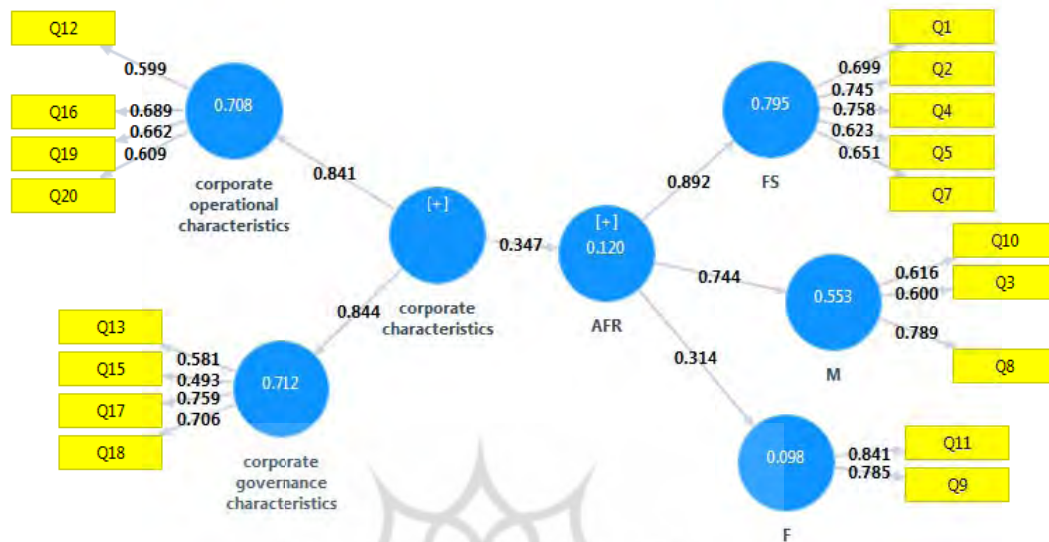 Q12
0.599
Q16
0.689
Q19
0.662
Q20
0.609
0.708
corporate
operational
characteristics
0.841
[+]
corporate
characteristics
0.844
Q13
0.581
Q15
0.493
Q17
0.759
Q18
0.706
0.712
corporate
governance
characteristics
0.347
[+]
0.120
AFR
0.892
0.795
FS
0.699
Q1
0.745
Q2
0.758
Q4
0.623
Q5
0.651
Q7
0.744
0.553
M
0.616
Q10
0.600
Q3
0.789
Q8
0.314
0.098
F
0.841
Q11
0.785
Q9